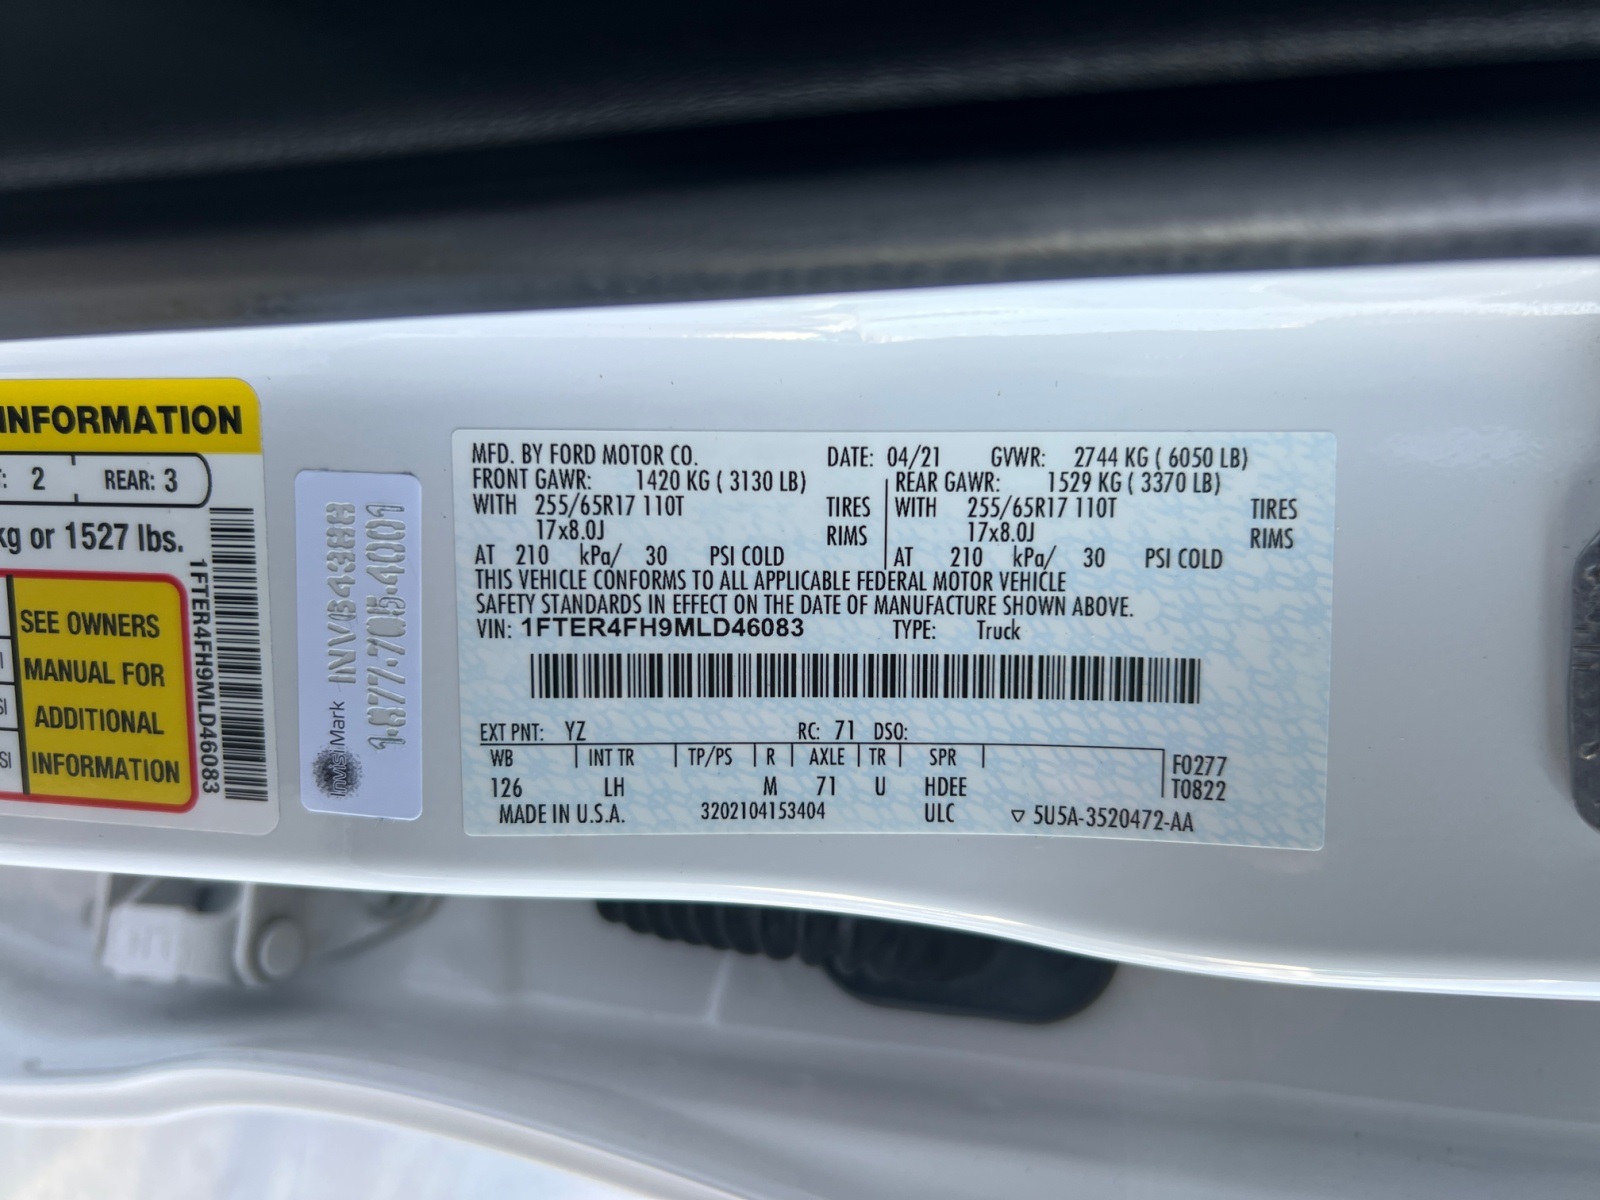 INFORMATION
2 REAR: 3
kg or 1527 lbs.
SEE OWNERS
MANUAL FOR
ADDITIONAL
INFORMATION
1FTER4FH9MLD46083
InvisiMark
1·877·705·4001
MFD. BY FORD MOTOR CO. DATE: 04/21 GVWR: 2744 KG ( 6050 LB)
FRONT GAWR: 1420 KG ( 3130 LB) REAR GAWR: 1529 KG ( 3370 LB)
WITH 255/65R17 110T TIRES WITH 255/65R17 110T TIRES
17x8.0J RIMS 17x8.0J RIMS
AT 210 kPa/ 30 PSI COLD AT 210 kPa/ 30 PSI COLD
THIS VEHICLE CONFORMS TO ALL APPLICABLE FEDERAL MOTOR VEHICLE
SAFETY STANDARDS IN EFFECT ON THE DATE OF MANUFACTURE SHOWN ABOVE.
VIN: 1FTER4FH9MLD46083 TYPE: Truck
EXT PNT: YZ RC: 71 DSO:
WB INT TR TP/PS R AXLE TR SPR F0277
126 LH M 71 U HDEE T0822
MADE IN U.S.A. 3202104153404 ULC ▽ 5U5A-3520472-AA